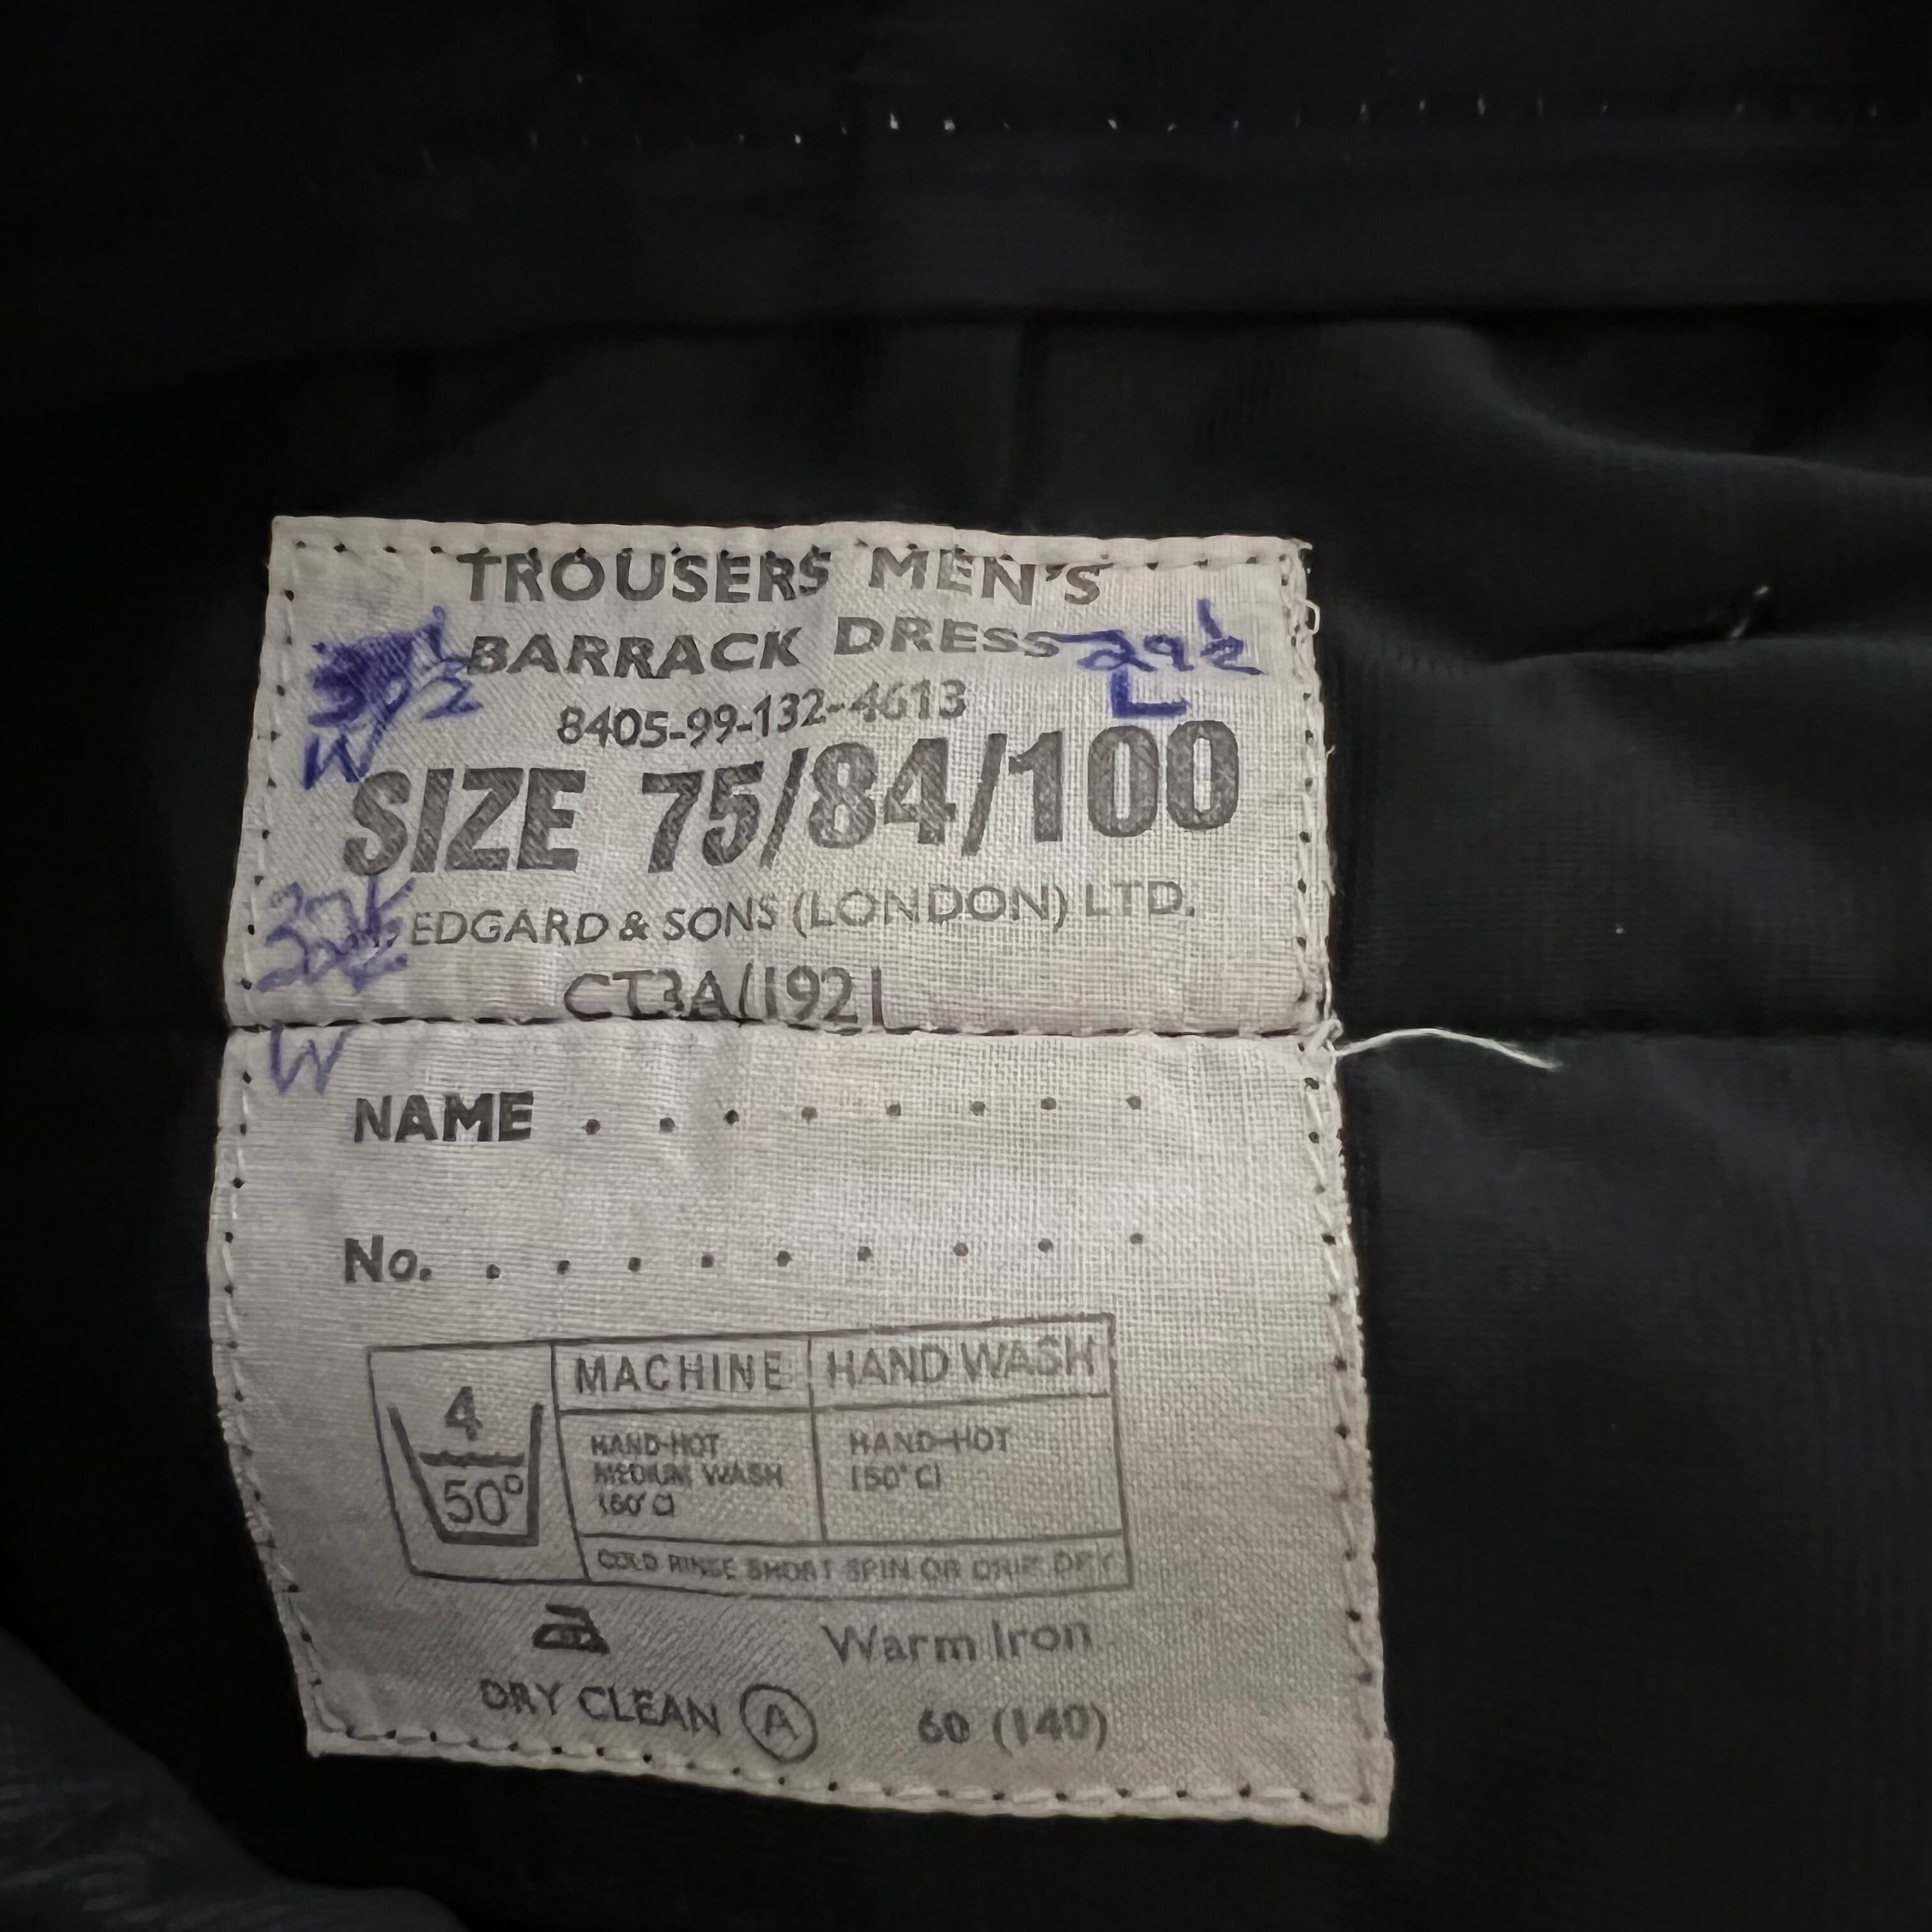 TROUSERS MEN'S
BARRACK DRESS 29½
L
8405-99-132-4613
W
SIZE 75/84/100
EDGARD & SONS (LONDON) LTD.
CT3A/1921
W
NAME . . . . . . . .
No. . . . . . . . . .
MACHINE HAND WASH
4
50°
HAND-HOT
MEDIUM WASH
HAND-HOT
(50°C)
COLD RINSE SHORT SPIN OR DRIP DRY
Warm Iron
DRY CLEAN A 60 (140)